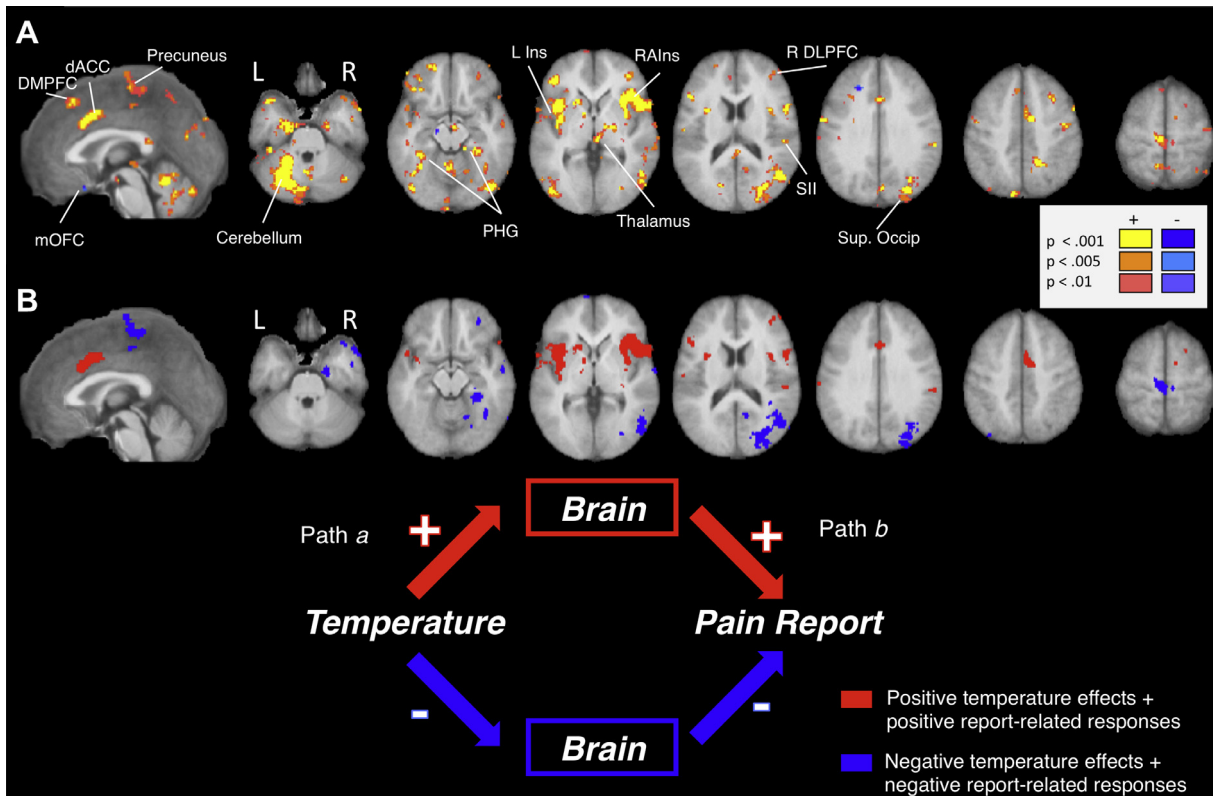 A
Precuneus
dACC
DMPFC
L
R
L Ins
RAIns
R DLPFC
mOFC
Cerebellum
PHG
Thalamus
SII
Sup. Occip
+ -
p < .001
p < .005
p < .01
B
L
R
Brain
Path a
+
+
Path b
Temperature
Pain Report
-
-
Brain
Positive temperature effects +
positive report-related responses
Negative temperature effects +
negative report-related responses